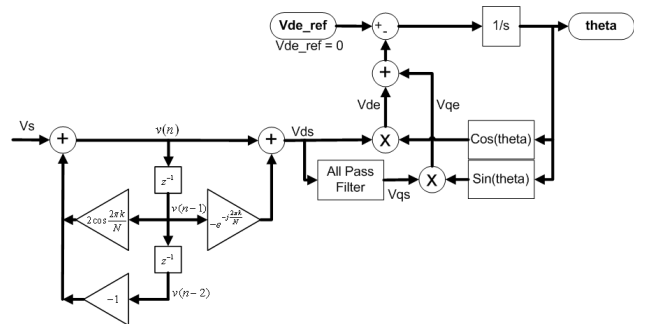 Vde_ref
Vde_ref = 0
+
-
1/s
theta
+
Vde
Vqe
Vs
+
v(n)
+
Vds
X
Cos(theta)
z⁻¹
All Pass
Filter
Vqs
X
Sin(theta)
2cos 2πk/N
v(n−1)
−e^(−j 2πk/N)
z⁻¹
−1
v(n−2)